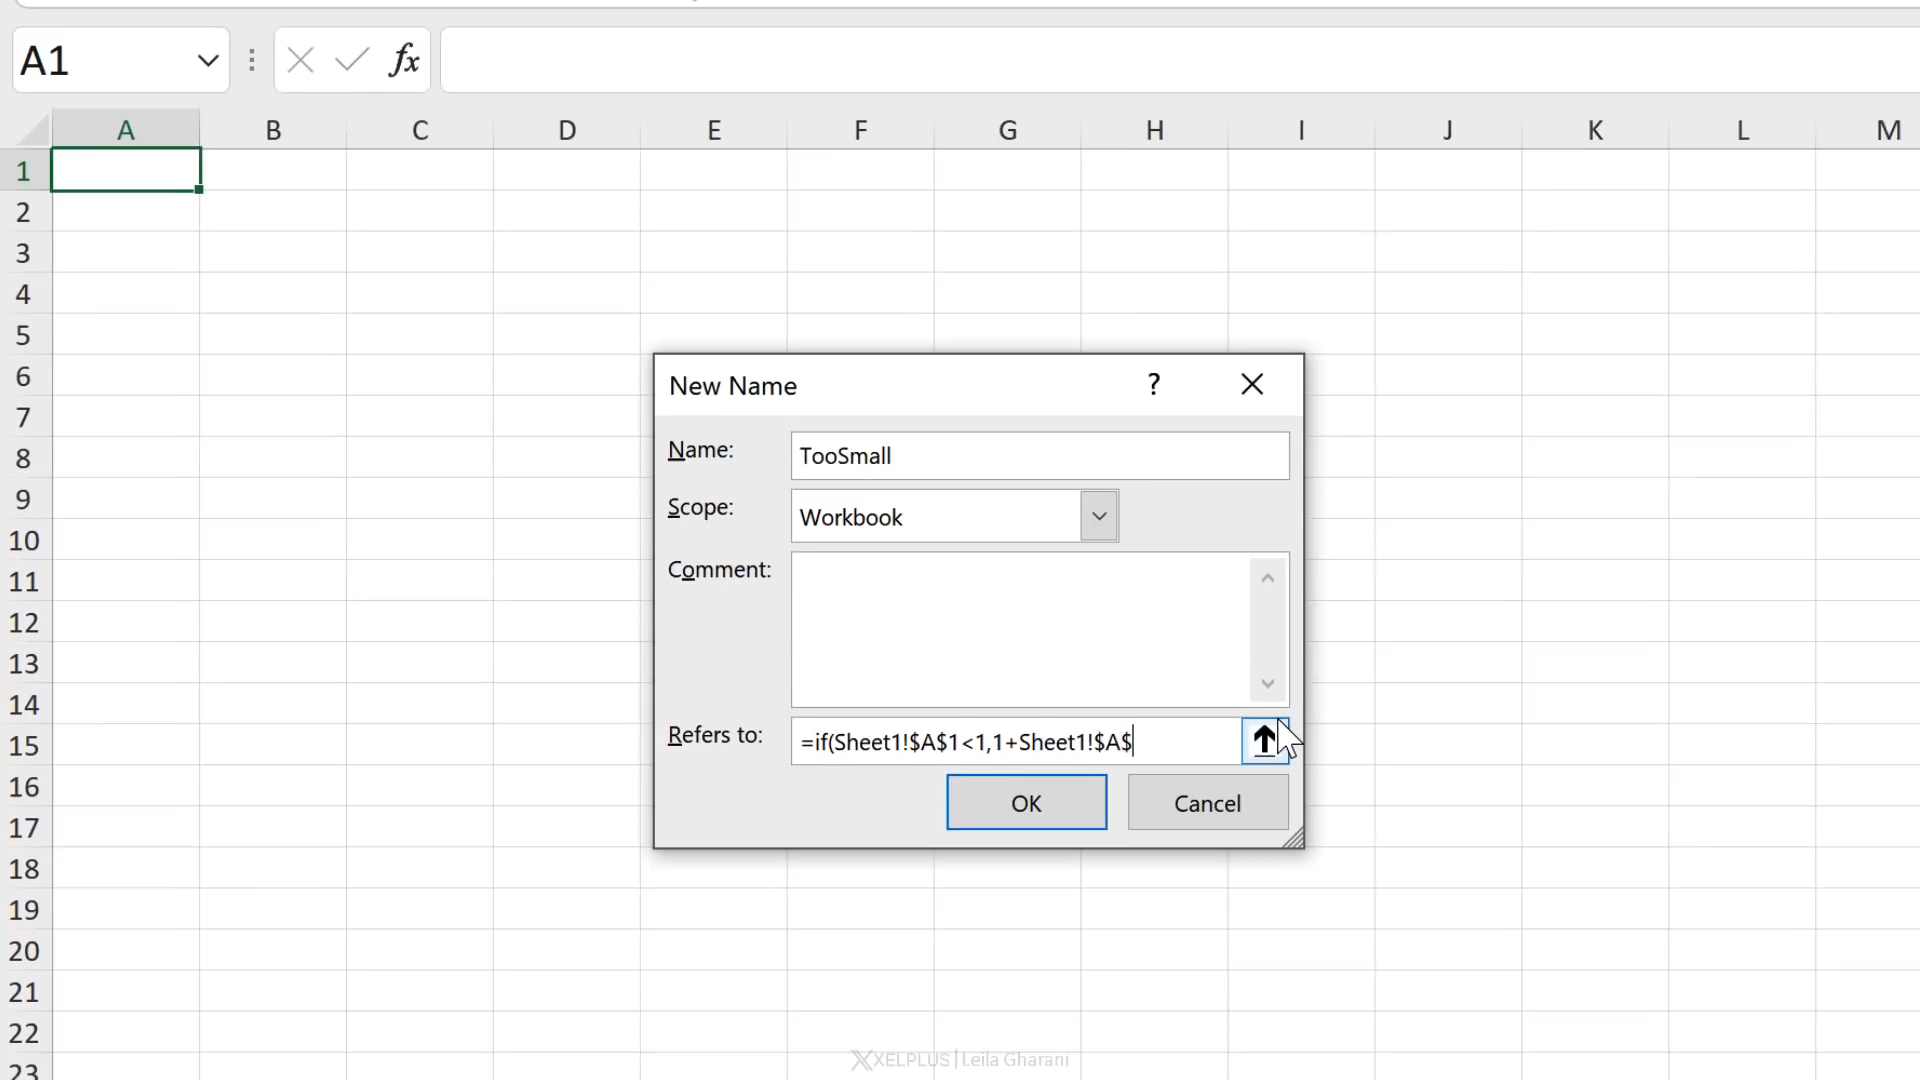 A1 fx
A B C D E F G H I J K L M
1
2
3
4
5
6
7
8
9
10
11
12
13
14
15
16
17
18
19
20
21
22
23
New Name ?
Name: TooSmall
Scope: Workbook
Comment:
Refers to: =if(Sheet1!$A$1<1,1+Sheet1!$A$
OK Cancel
XELPLUS | Leila Gharani